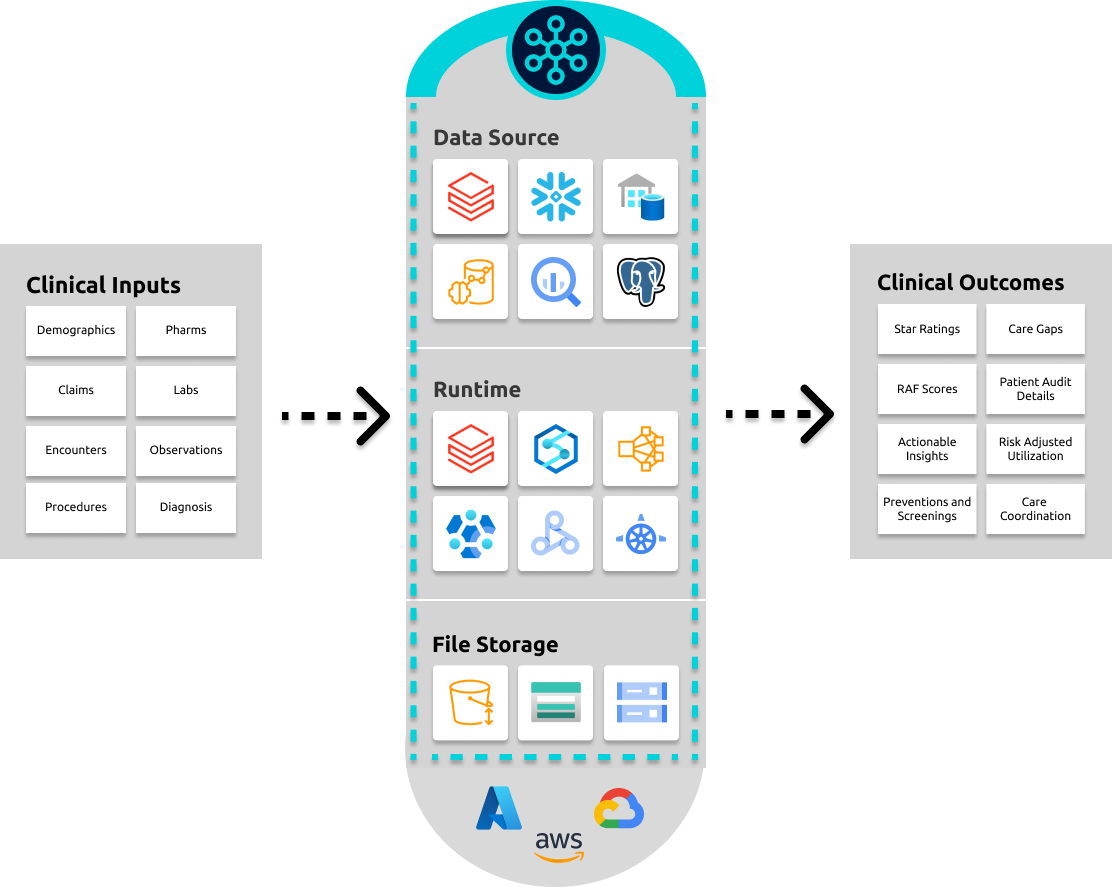 Clinical Inputs
Demographics
Pharms
Claims
Labs
Encounters
Observations
Procedures
Diagnosis
Data Source
Runtime
File Storage
aws
Clinical Outcomes
Star Ratings
Care Gaps
RAF Scores
Patient Audit
Details
Actionable
Insights
Risk Adjusted
Utilization
Preventions and
Screenings
Care
Coordination